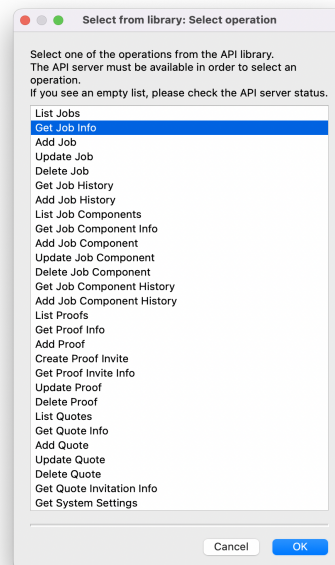 Select from library: Select operation
Select one of the operations from the API library.
The API server must be available in order to select an
operation.
If you see an empty list, please check the API server status.
List Jobs
Get Job Info
Add Job
Update Job
Delete Job
Get Job History
Add Job History
List Job Components
Get Job Component Info
Add Job Component
Update Job Component
Delete Job Component
Get Job Component History
Add Job Component History
List Proofs
Get Proof Info
Add Proof
Create Proof Invite
Get Proof Invite Info
Update Proof
Delete Proof
List Quotes
Get Quote Info
Add Quote
Update Quote
Delete Quote
Get Quote Invitation Info
Get System Settings
Cancel
OK